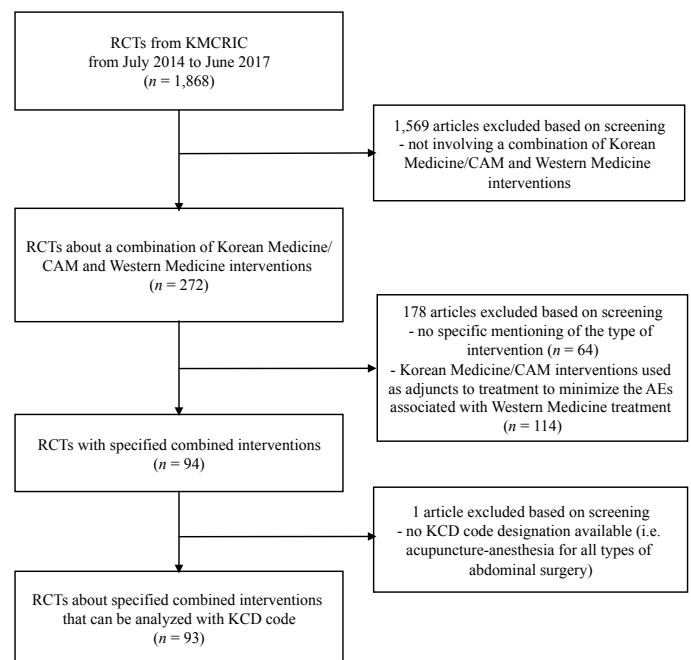 RCTs from KMCRIC
from July 2014 to June 2017
(n = 1,868)
1,569 articles excluded based on screening
- not involving a combination of Korean
Medicine/CAM and Western Medicine
interventions
RCTs about a combination of Korean Medicine/
CAM and Western Medicine interventions
(n = 272)
178 articles excluded based on screening
- no specific mentioning of the type of
intervention (n = 64)
- Korean Medicine/CAM interventions used
as adjuncts to treatment to minimize the AEs
associated with Western Medicine treatment
(n = 114)
RCTs with specified combined interventions
(n = 94)
1 article excluded based on screening
- no KCD code designation available (i.e.
acupuncture-anesthesia for all types of
abdominal surgery)
RCTs about specified combined interventions
that can be analyzed with KCD code
(n = 93)